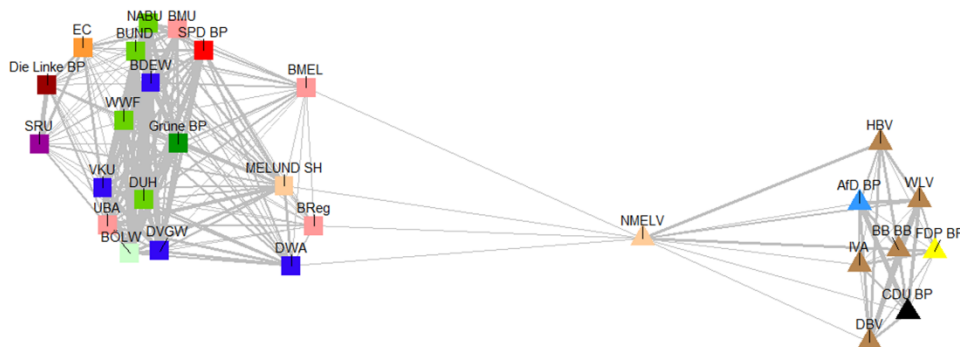 NABU BMU
EC BUND SPD BP
BDEW
Die Linke BP
BMEL
WWF
SRU Grüne BP
HBV
MELUND SH
VKU DUH
AfD BP WLV
UBA BReg
NMELV
BÖLW DVGW
BB BB FDP BP
IVA
DWA
CDU BP
DBV